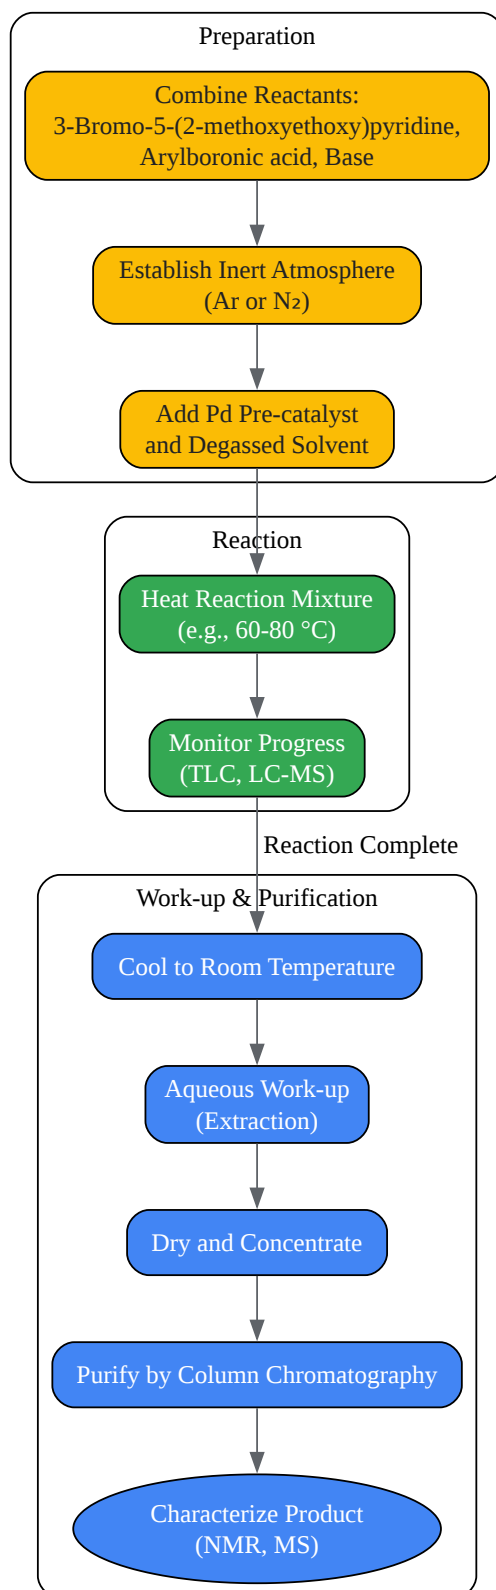 Preparation
Combine Reactants:
3-Bromo-5-(2-methoxyethoxy)pyridine,
Arylboronic acid, Base
Establish Inert Atmosphere
(Ar or N₂)
Add Pd Pre-catalyst
and Degassed Solvent
Reaction
Heat Reaction Mixture
(e.g., 60-80 °C)
Monitor Progress
(TLC, LC-MS)
Reaction Complete
Work-up & Purification
Cool to Room Temperature
Aqueous Work-up
(Extraction)
Dry and Concentrate
Purify by Column Chromatography
Characterize Product
(NMR, MS)